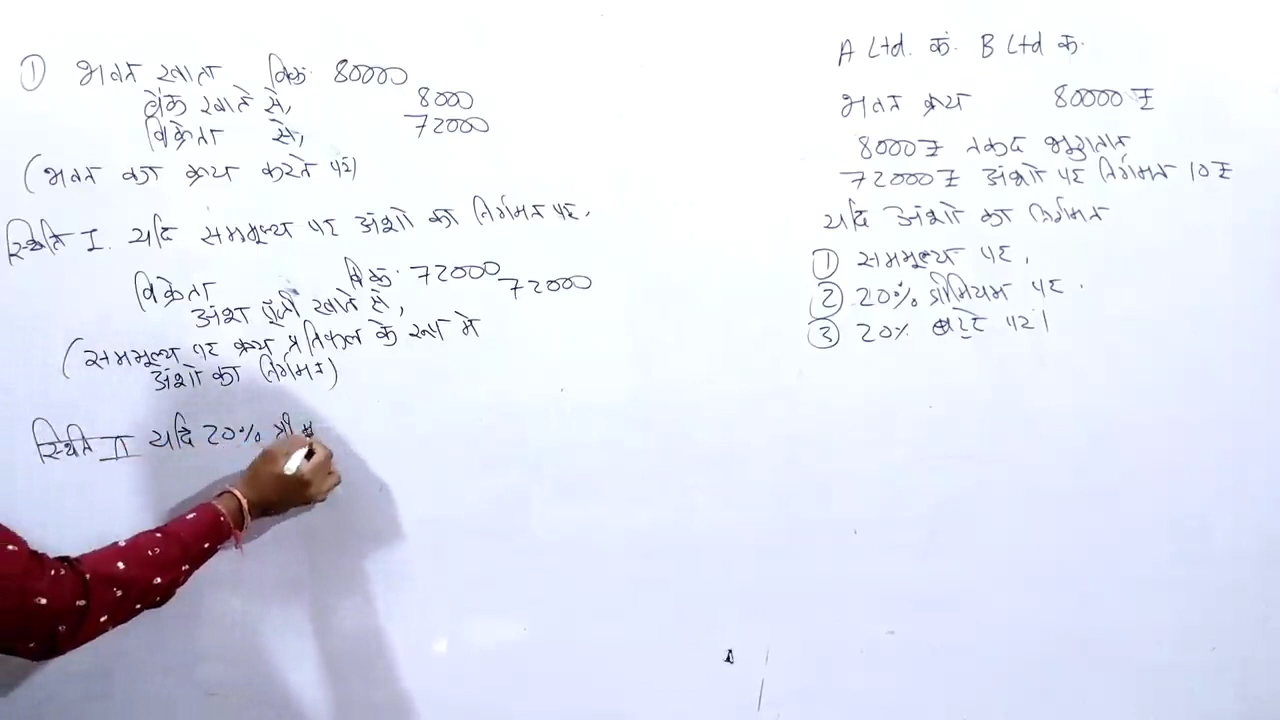 ① भवन खाता विक. 80000
बैंक खाते से, 8000
विक्रेता से, 72000
(भवन का क्रय करने पर)
स्थिति I. यदि सममूल्य पर अंशो का निर्गमन पर,
विक्रेता विक. 72000
अंश पूँजी खाते से, 72000
(सममूल्य पर क्रय प्रतिफल के रूप मे
अंशो का निर्गमन)
स्थिति II यदि 20% प्री
A Ltd. कं. B Ltd कं.
भवन क्रय 80000 ₹
8000₹ नकद भुगतान
72000₹ अंशो पर निर्गमन 10₹
यदि अंशो का निर्गमन
① सममूल्य पर,
② 20% प्रीमियम पर.
③ 20% बट्टे पर।